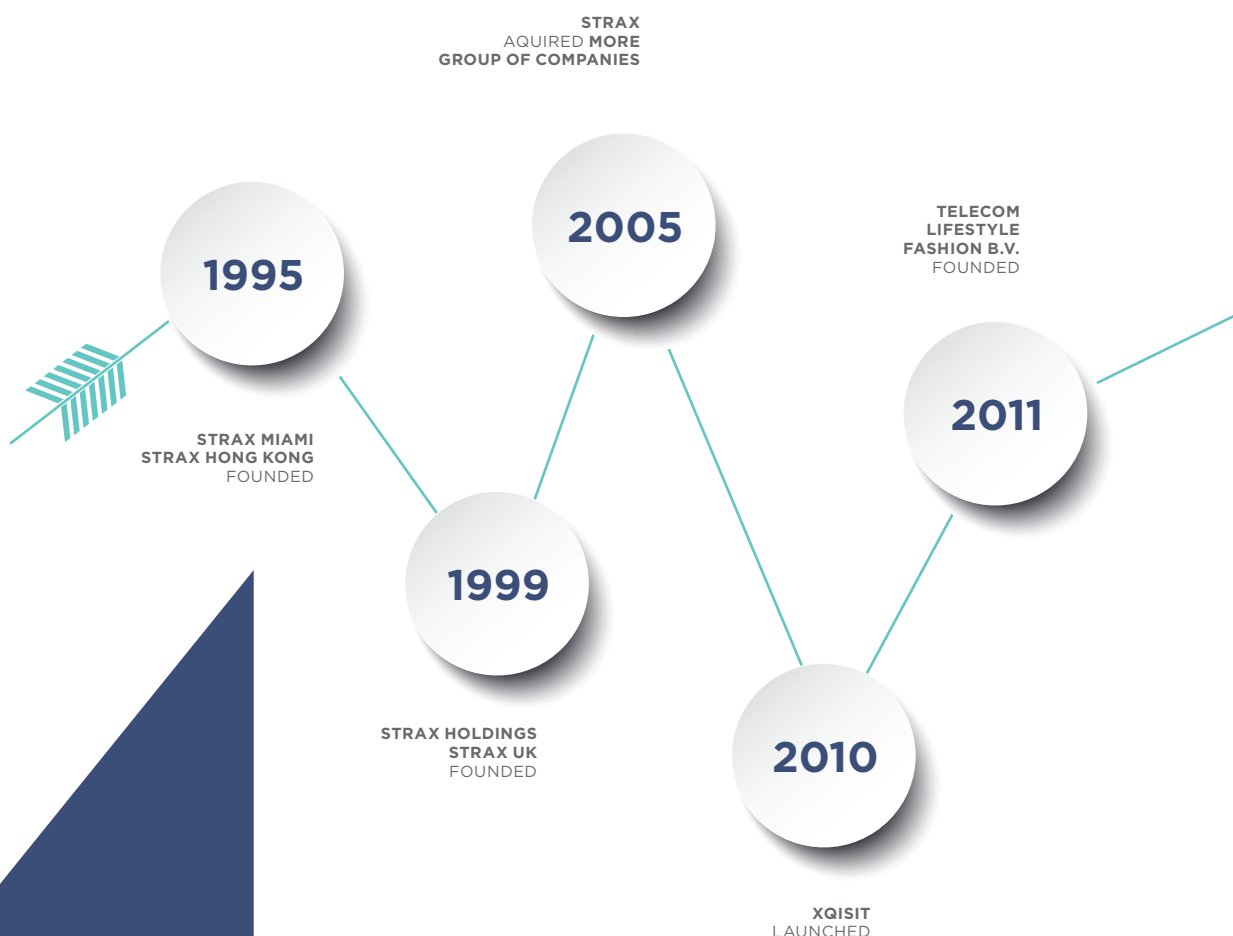 STRAX
AQUIRED MORE
GROUP OF COMPANIES
2005
1995
TELECOM
LIFESTYLE
FASHION B.V.
FOUNDED
2011
STRAX MIAMI
STRAX HONG KONG
FOUNDED
1999
STRAX HOLDINGS
STRAX UK
FOUNDED
2010
XQISIT
LAUNCHED